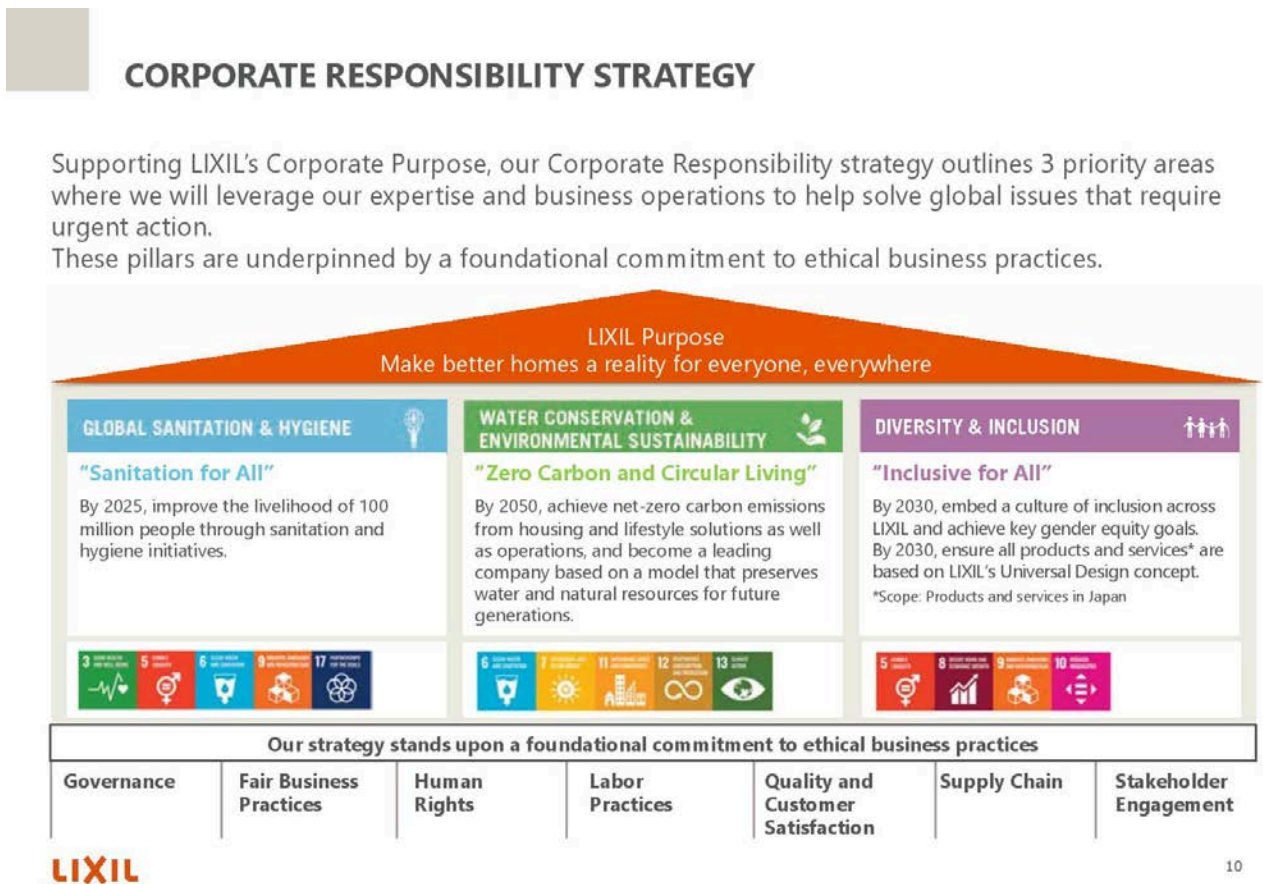 CORPORATE RESPONSIBILITY STRATEGY
Supporting LIXIL's Corporate Purpose, our Corporate Responsibility strategy outlines 3 priority areas
where we will leverage our expertise and business operations to help solve global issues that require
urgent action.
These pillars are underpinned by a foundational commitment to ethical business practices.
LIXIL Purpose
Make better homes a reality for everyone, everywhere
GLOBAL SANITATION & HYGIENE
"Sanitation for All"
By 2025, improve the livelihood of 100
million people through sanitation and
hygiene initiatives.
3
5
6
9
17
WATER CONSERVATION &
ENVIRONMENTAL SUSTAINABILITY
"Zero Carbon and Circular Living"
By 2050, achieve net-zero carbon emissions
from housing and lifestyle solutions as well
as operations, and become a leading
company based on a model that preserves
water and natural resources for future
generations.
6
7
11
12
13
DIVERSITY & INCLUSION
"Inclusive for All"
By 2030, embed a culture of inclusion across
LIXIL and achieve key gender equity goals.
By 2030, ensure all products and services* are
based on LIXIL's Universal Design concept.
*Scope: Products and services in Japan
5
8
9
10
Our strategy stands upon a foundational commitment to ethical business practices
Governance
Fair Business
Practices
Human
Rights
Labor
Practices
Quality and
Customer
Satisfaction
Supply Chain
Stakeholder
Engagement
LIXIL
10